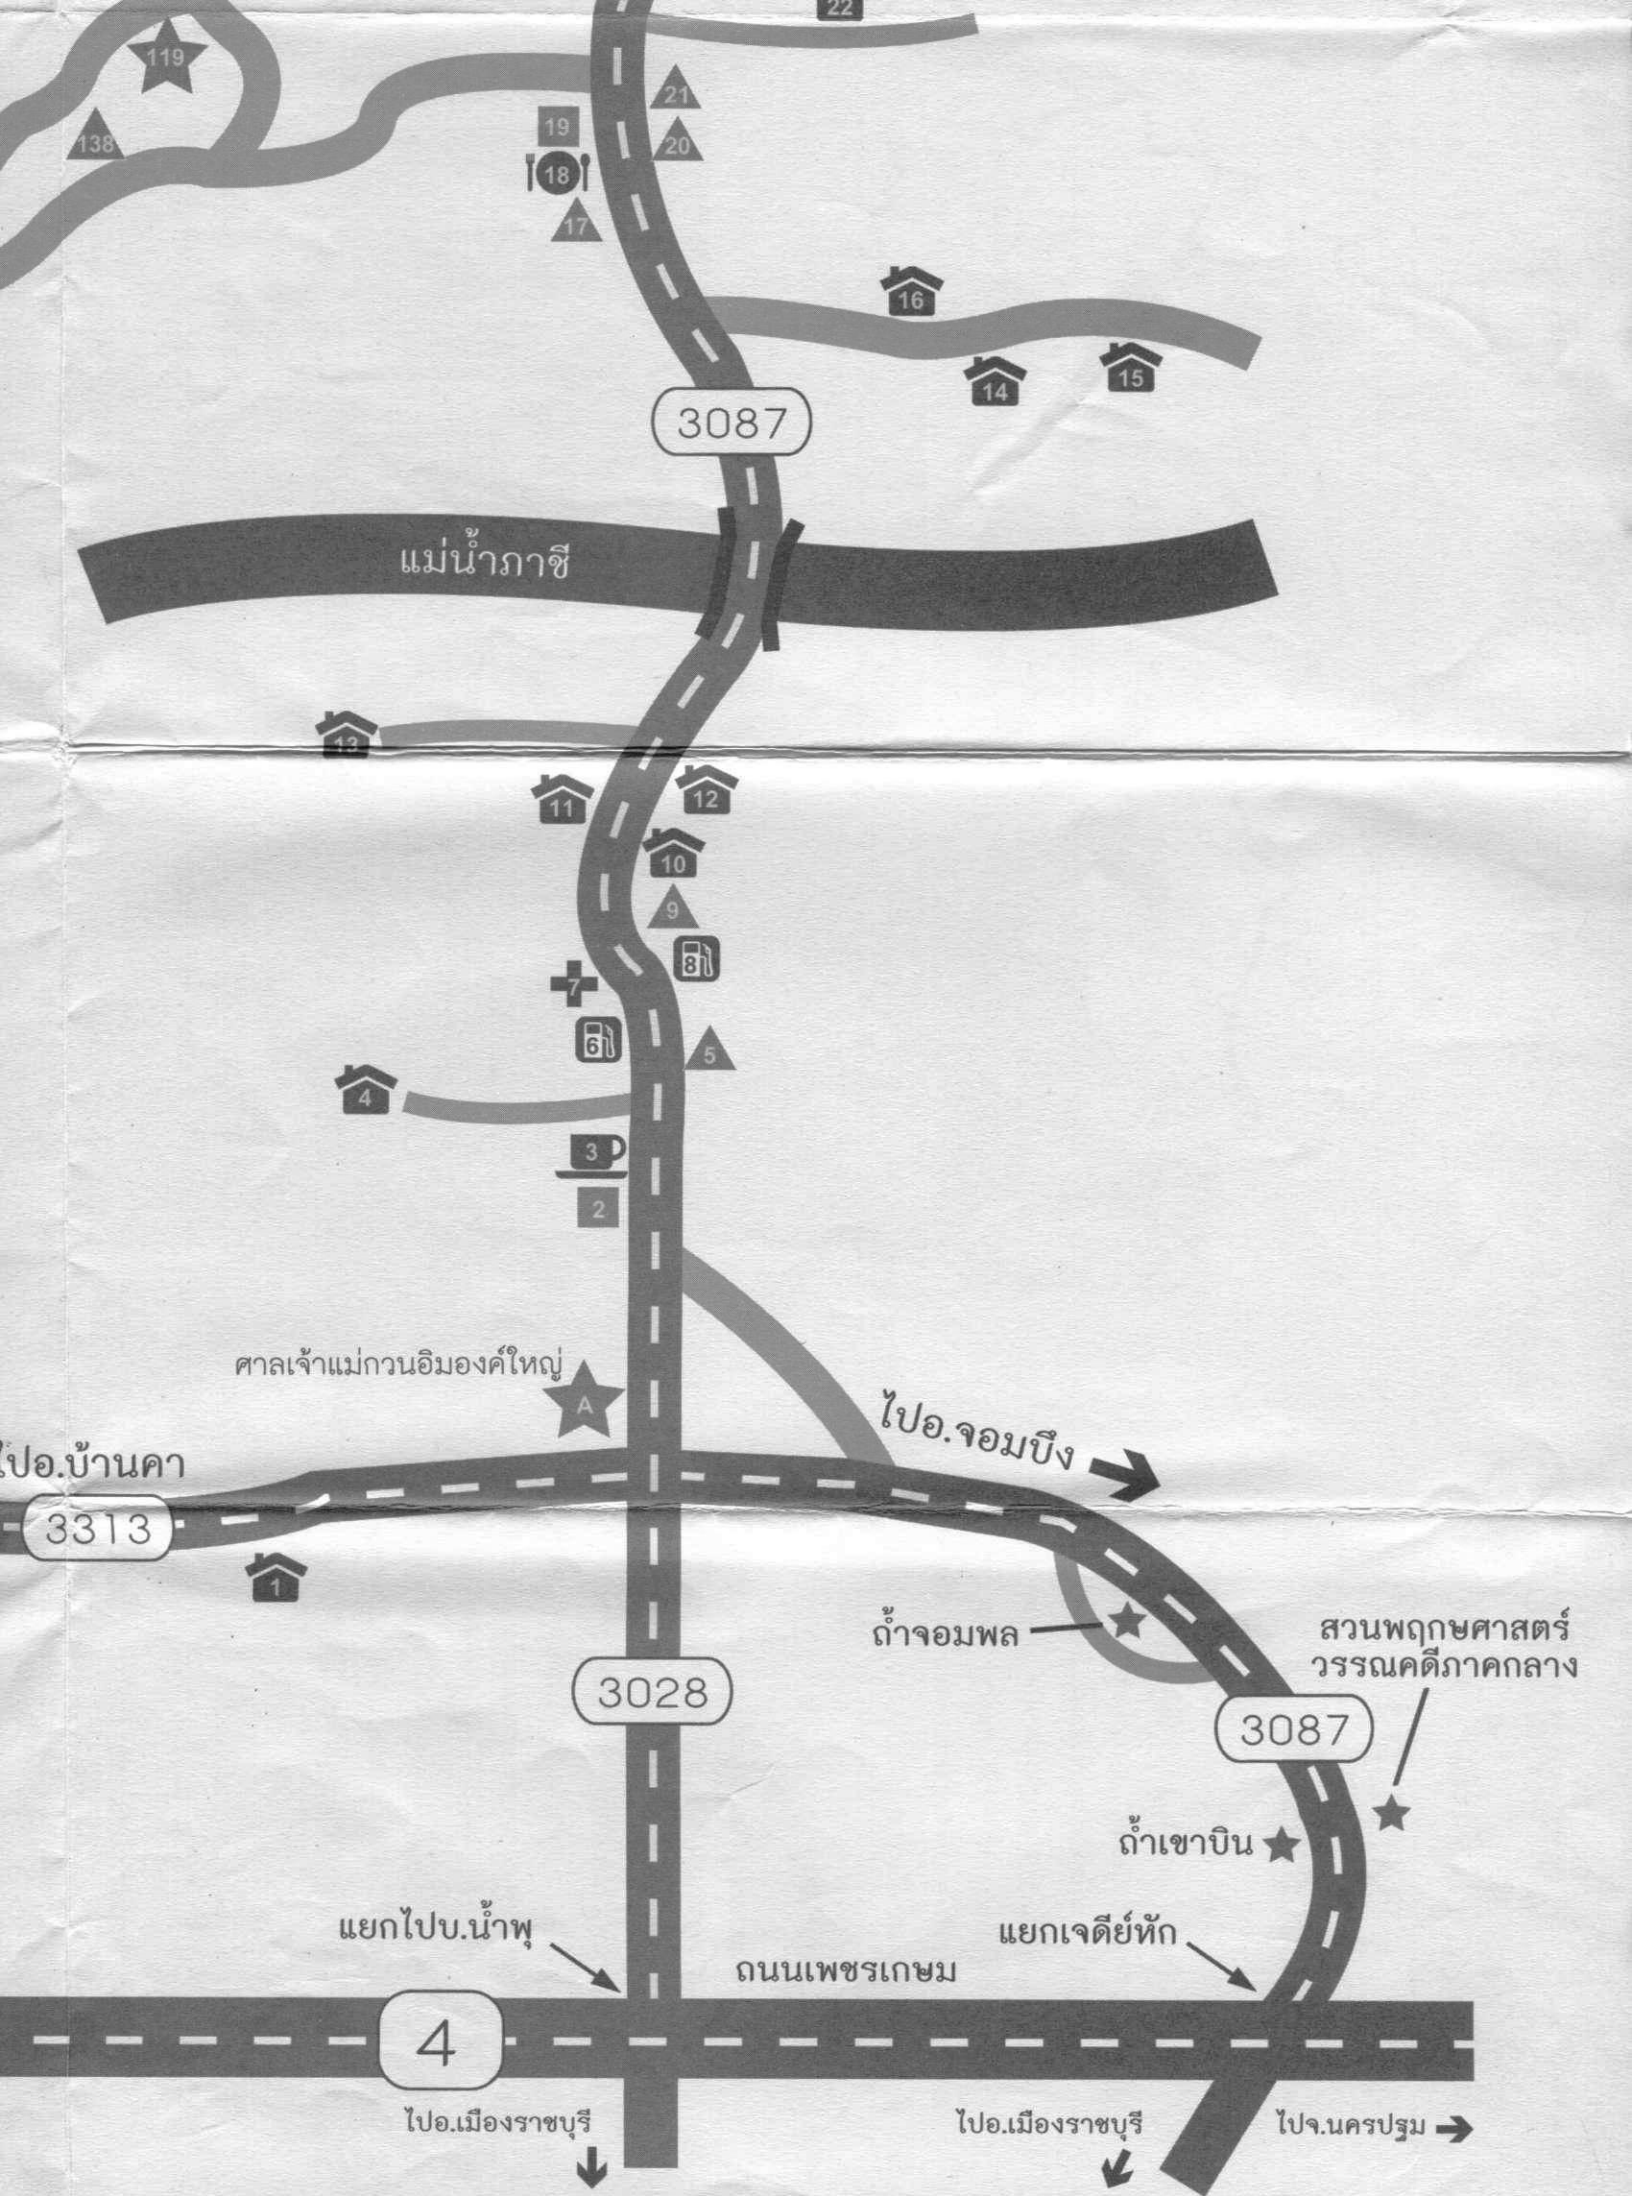 22
119
21
138
19
20
18
17
16
15
14
3087
แม่น้ำภาชี
13
12
11
10
9
8
7
6
5
4
3
2
ศาลเจ้าแม่กวนอิมองค์ใหญ่
A
ไปอ.จอมบึง
ไปอ.บ้านคา
3313
1
ถ้ำจอมพล
สวนพฤกษศาสตร์
วรรณคดีภาคกลาง
3028
3087
ถ้ำเขาบิน
แยกไปบ.น้ำพุ
แยกเจดีย์หัก
ถนนเพชรเกษม
4
ไปอ.เมืองราชบุรี
ไปอ.เมืองราชบุรี
ไปจ.นครปฐม